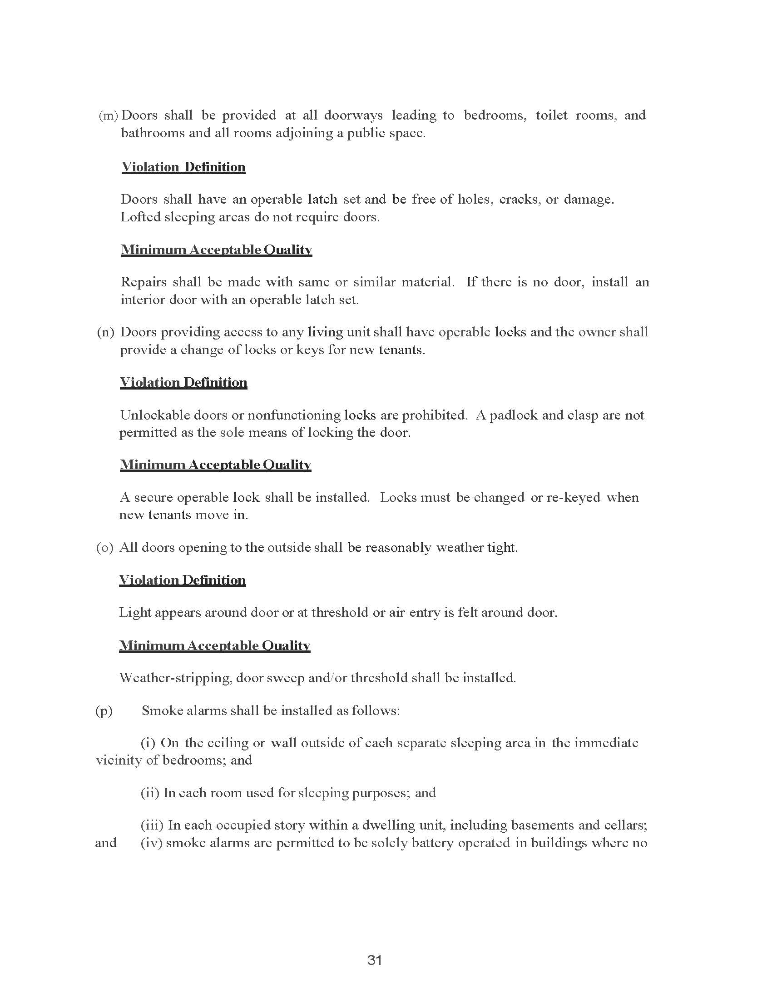 (m) Doors shall be provided at all doorways leading to bedrooms, toilet rooms, and
bathrooms and all rooms adjoining a public space.
Violation Definition
Doors shall have an operable latch set and be free of holes, cracks, or damage.
Lofted sleeping areas do not require doors.
Minimum Acceptable Quality
Repairs shall be made with same or similar material. If there is no door, install an
interior door with an operable latch set.
(n) Doors providing access to any living unit shall have operable locks and the owner shall
provide a change of locks or keys for new tenants.
Violation Definition
Unlockable doors or nonfunctioning locks are prohibited. A padlock and clasp are not
permitted as the sole means of locking the door.
Minimum Acceptable Quality
A secure operable lock shall be installed. Locks must be changed or re-keyed when
new tenants move in.
(o) All doors opening to the outside shall be reasonably weather tight.
Violation Definition
Light appears around door or at threshold or air entry is felt around door.
Minimum Acceptable Quality
Weather-stripping, door sweep and/or threshold shall be installed.
(p) Smoke alarms shall be installed as follows:
(i) On the ceiling or wall outside of each separate sleeping area in the immediate
vicinity of bedrooms; and
(ii) In each room used for sleeping purposes; and
(iii) In each occupied story within a dwelling unit, including basements and cellars;
and (iv) smoke alarms are permitted to be solely battery operated in buildings where no
31